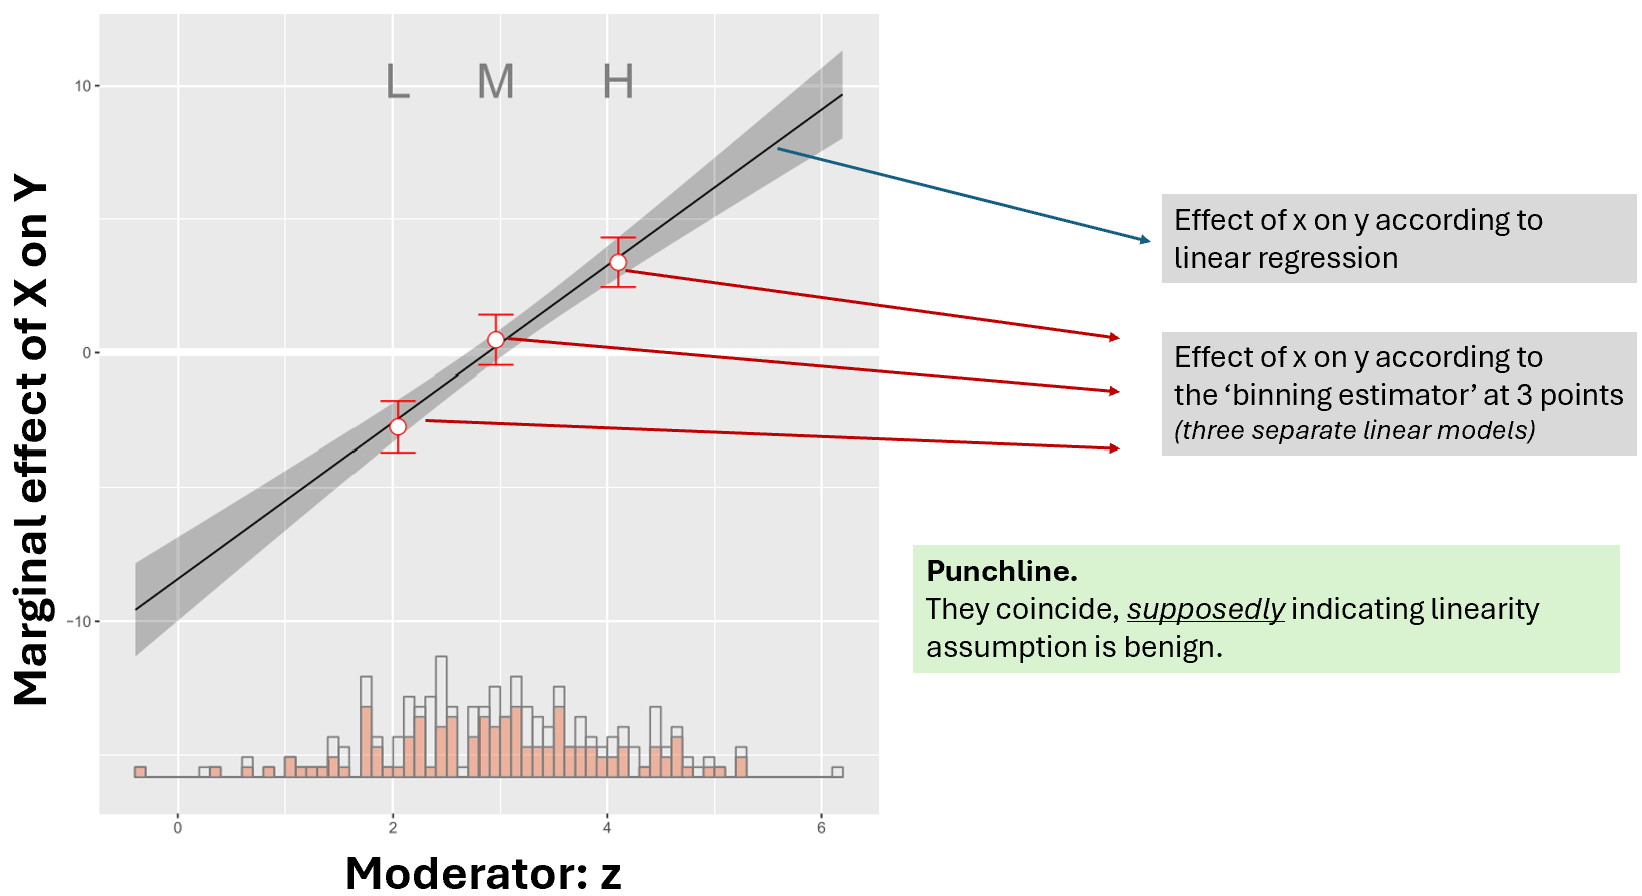 L M H
10
0
−10
0 2 4 6
Marginal effect of X on Y
Moderator: z
Effect of x on y according to
linear regression
Effect of x on y according to
the ‘binning estimator’ at 3 points
(three separate linear models)
Punchline.
They coincide, supposedly indicating linearity
assumption is benign.